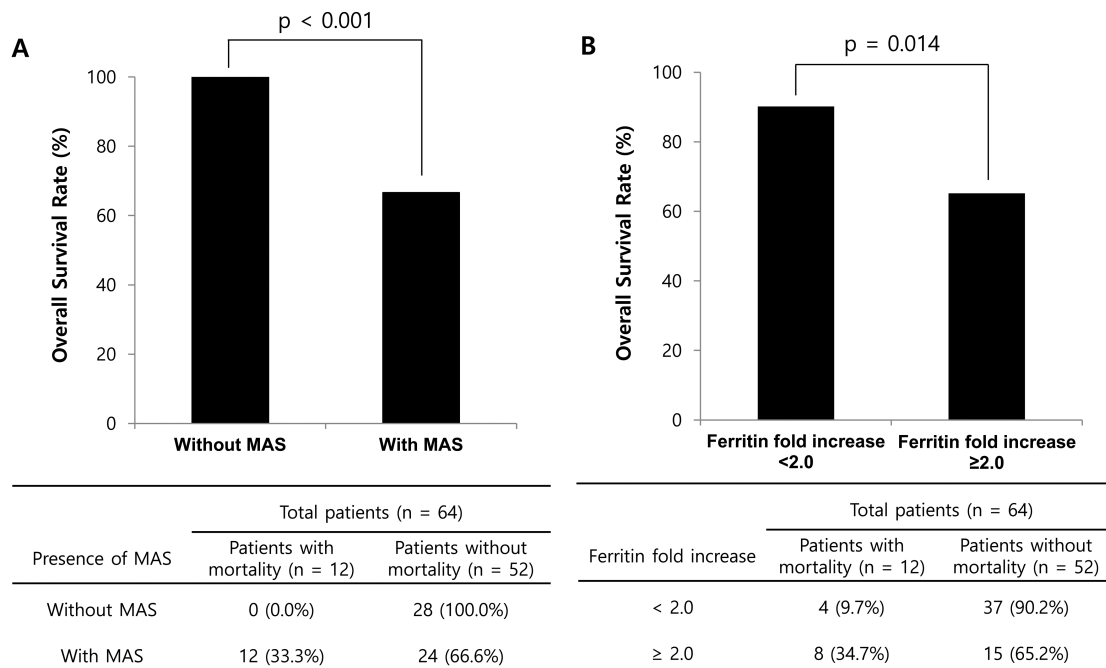 A
p < 0.001
Overall Survival Rate (%)
100
80
60
40
20
0
Without MAS
With MAS
Total patients (n = 64)
Presence of MAS
Patients with
mortality (n = 12)
Patients without
mortality (n = 52)
Without MAS
0 (0.0%)
28 (100.0%)
With MAS
12 (33.3%)
24 (66.6%)
B
p = 0.014
Overall Survival Rate (%)
100
80
60
40
20
0
Ferritin fold increase
<2.0
Ferritin fold increase
≥2.0
Total patients (n = 64)
Ferritin fold increase
Patients with
mortality (n = 12)
Patients without
mortality (n = 52)
< 2.0
4 (9.7%)
37 (90.2%)
≥ 2.0
8 (34.7%)
15 (65.2%)